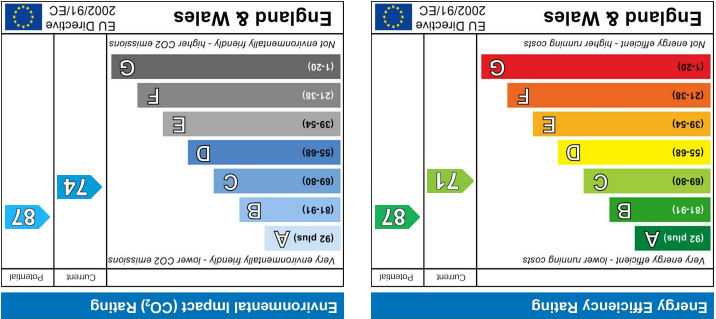 Energy Efficiency Rating
Current
Potential
Very energy efficient - lower running costs
(92 plus) A
(81-91) B
(69-80) C
(55-68) D
(39-54) E
(21-38) F
(1-20) G
71
87
Not energy efficient - higher running costs
England & Wales
EU Directive
2002/91/EC
Environmental Impact (CO₂) Rating
Current
Potential
Very environmentally friendly - lower CO2 emissions
(92 plus) A
(81-91) B
(69-80) C
(55-68) D
(39-54) E
(21-38) F
(1-20) G
74
87
Not environmentally friendly - higher CO2 emissions
England & Wales
EU Directive
2002/91/EC